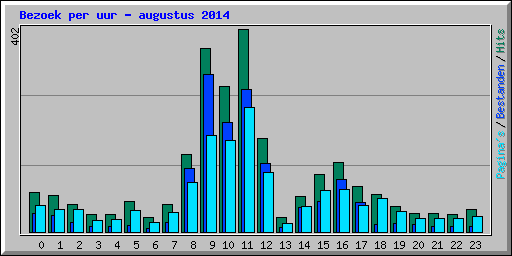 Bezoek per uur - augustus 2014
402
Pagina's / Bestanden / Hits
0 1 2 3 4 5 6 7 8 9 10 11 12 13 14 15 16 17 18 19 20 21 22 23